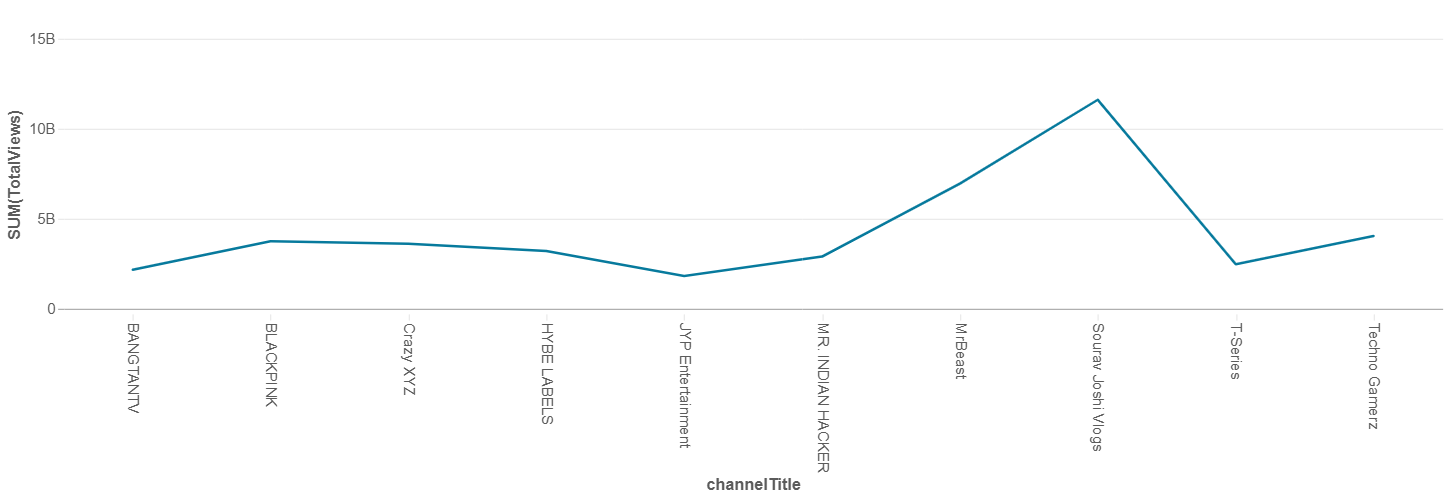 15B
10B
5B
0
SUM(TotalViews)
BANGTANTV
BLACKPINK
Crazy XYZ
HYBE LABELS
JYP Entertainment
MR. INDIAN HACKER
MrBeast
Sourav Joshi Vlogs
T-Series
Techno Gamerz
channelTitle